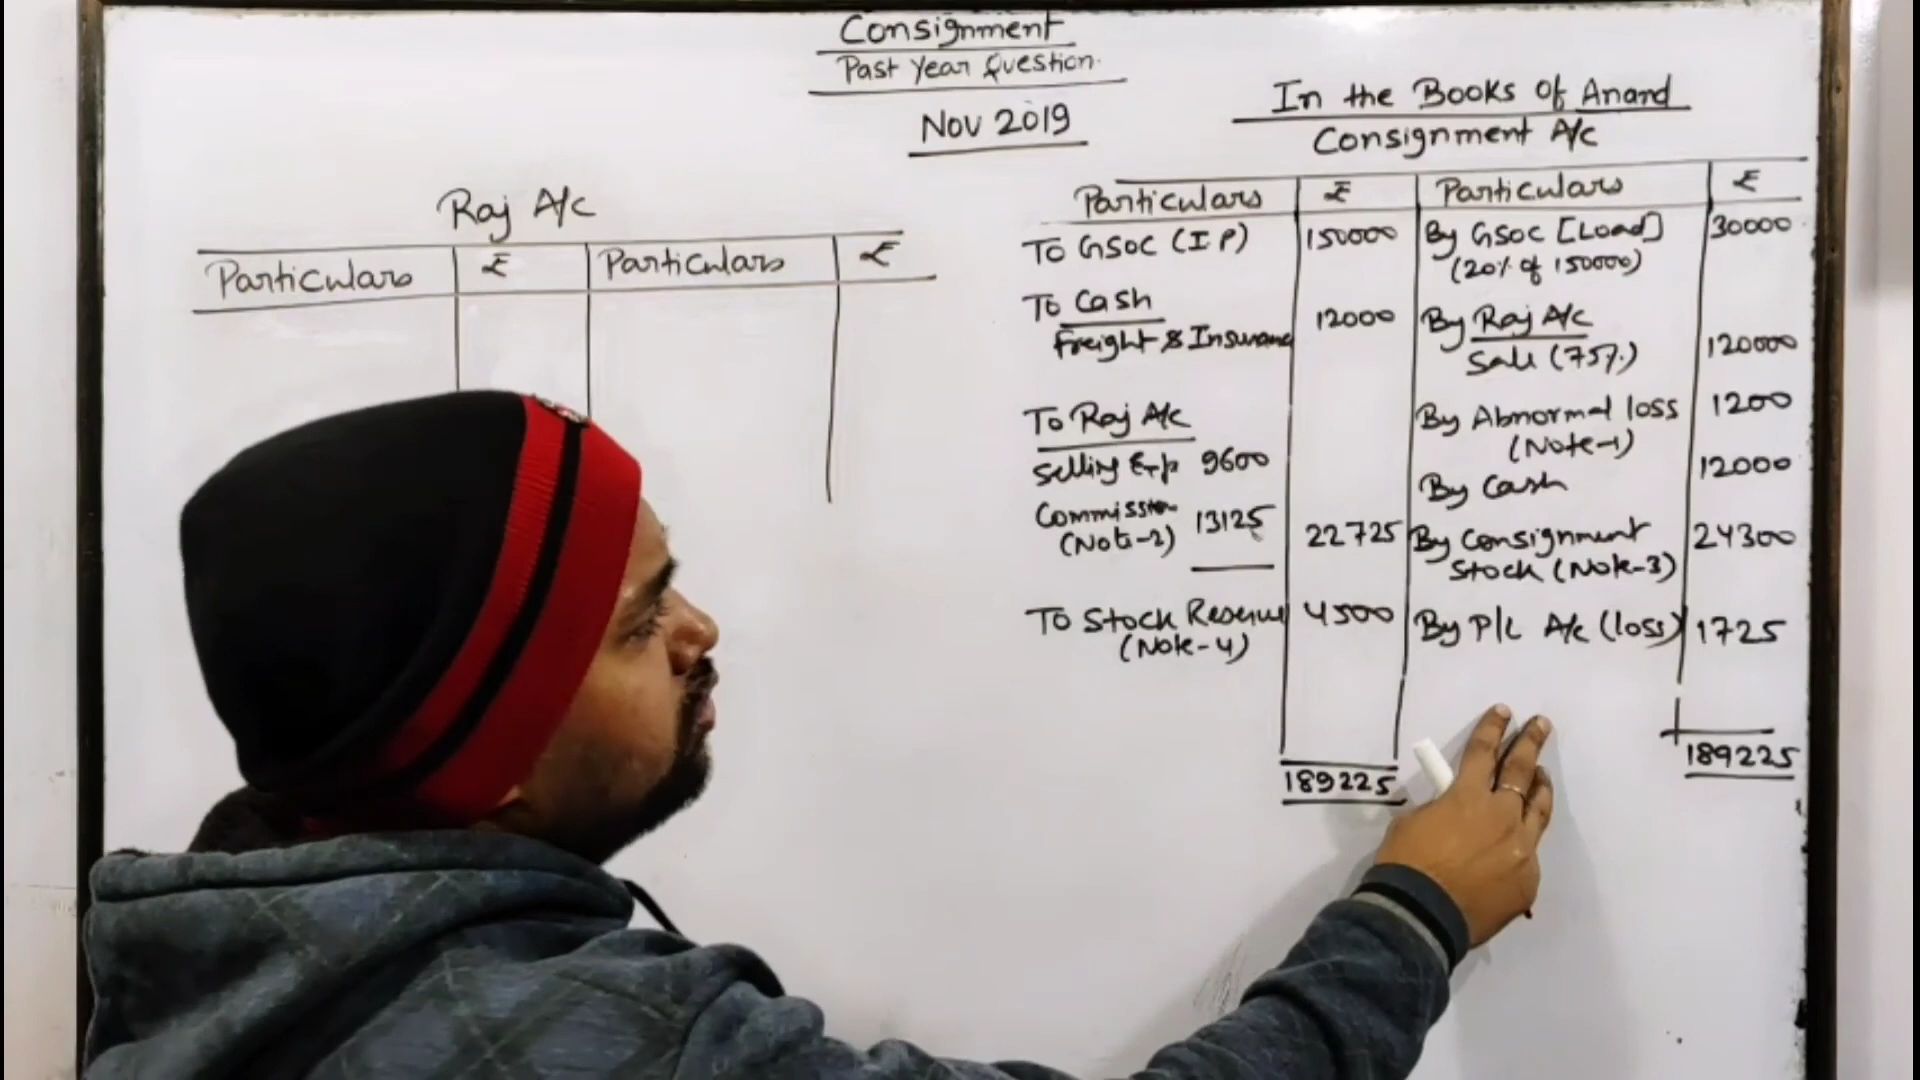 Consignment
Past Year Question.
Nov 2019
Raj A/c
Particulars ₹ Particulars ₹
In the Books of Anand
Consignment A/c
Particulars ₹ Particulars ₹
To GSOC (IP) 150000 By GSOC [Load] 30000
(20% of 150000)
To Cash
Freight & Insurance 12000 By Raj A/c
Sale (75%) 120000
To Raj A/c By Abnormal loss 1200
(Note-1)
Selling Exp 9600 By Cash 12000
Commission 13125 22725 By Consignment 24300
(Note-2) Stock (Note-3)
To Stock Reserve 4500 By P/L A/c (loss) 1725
(Note-4)
189225 189225